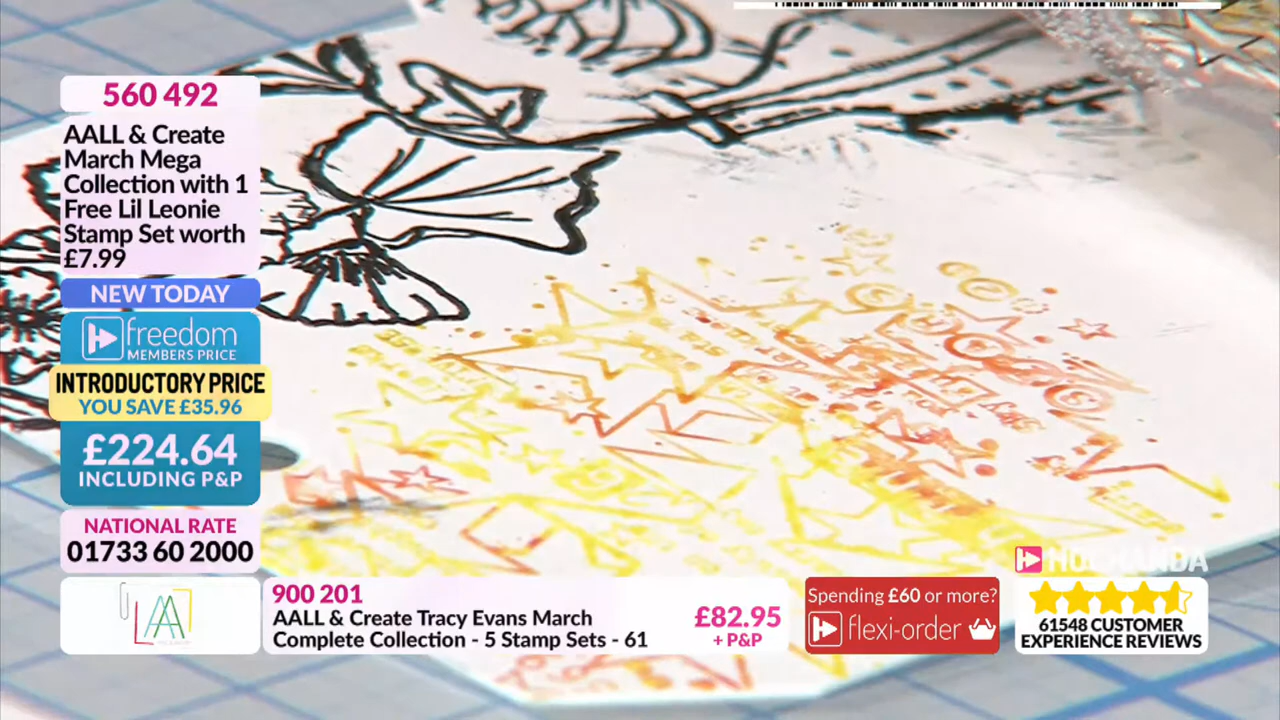 560 492
AALL & Create
March Mega
Collection with 1
Free Lil Leonie
Stamp Set worth
£7.99
NEW TODAY
freedom
MEMBERS PRICE
INTRODUCTORY PRICE
YOU SAVE £35.96
£224.64
INCLUDING P&P
NATIONAL RATE
01733 60 2000
900 201
AALL & Create Tracy Evans March
Complete Collection - 5 Stamp Sets - 61
£82.95
+ P&P
Spending £60 or more?
flexi-order
HOCHANDA
61548 CUSTOMER
EXPERIENCE REVIEWS